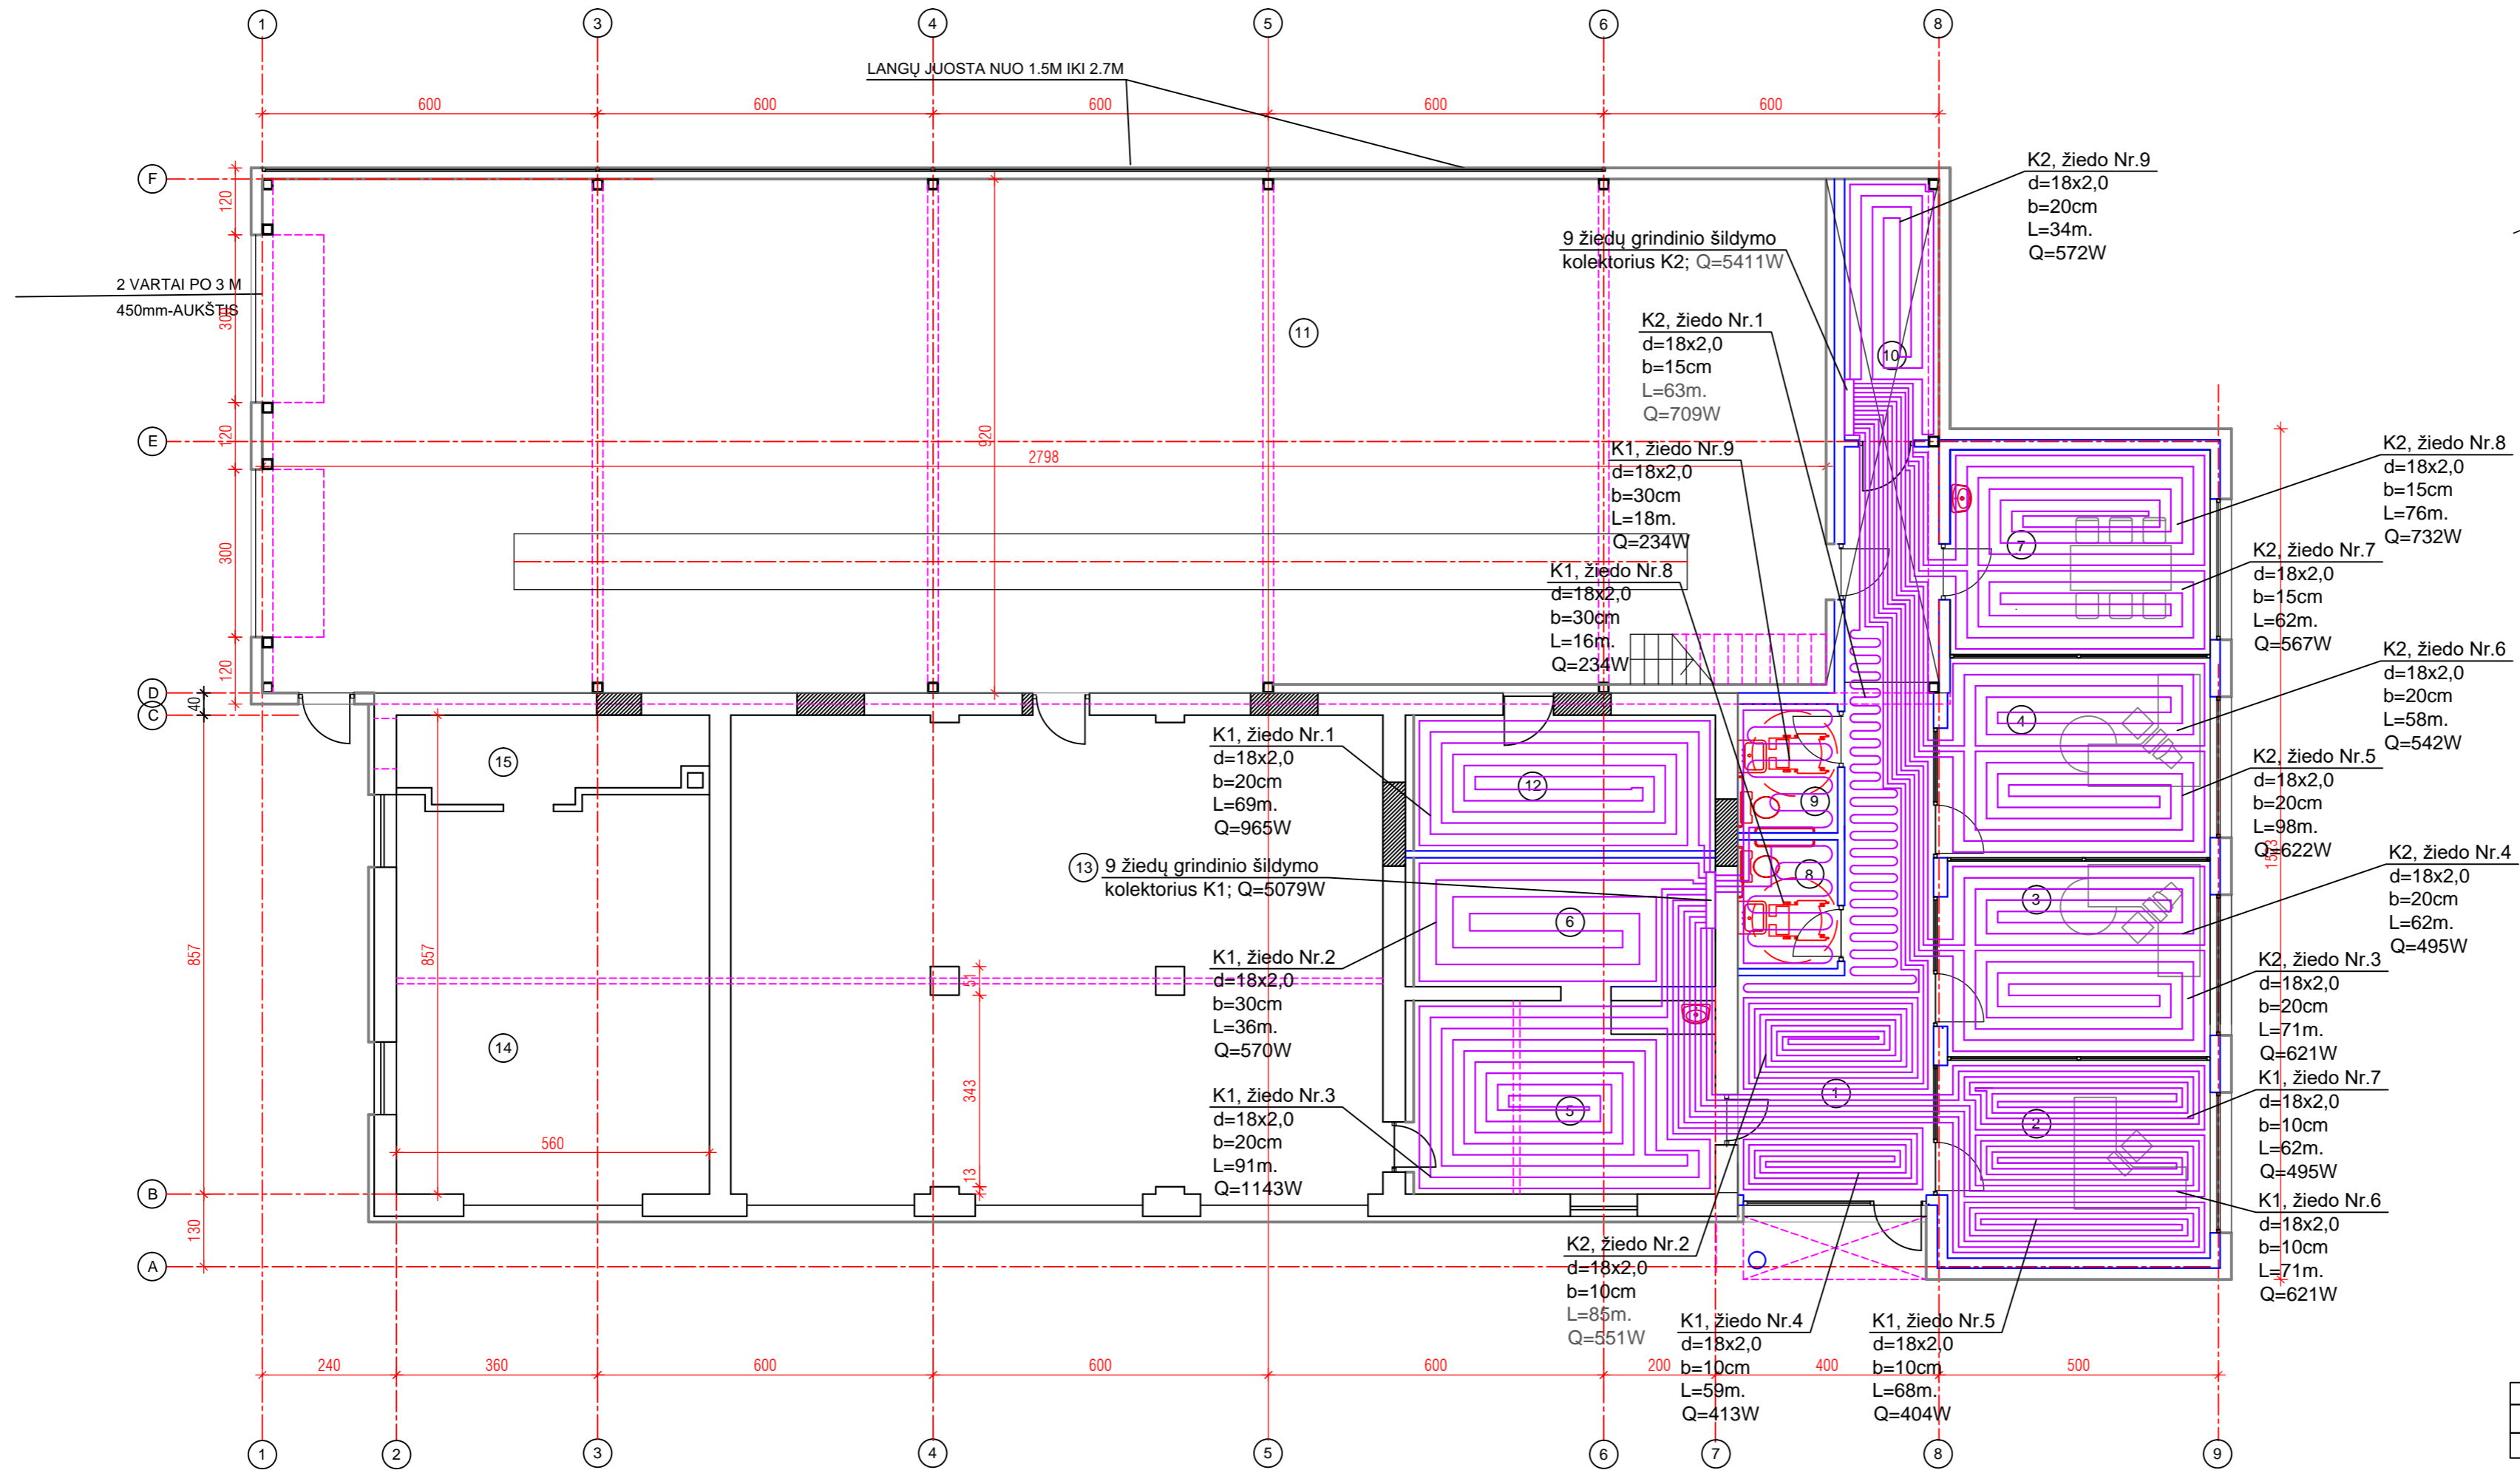 1
3
4
5
6
8
LANGŲ JUOSTA NUO 1.5M IKI 2.7M
600
600
600
600
600
F
E
D
C
B
A
120
300
120
300
120
40
857
130
2 VARTAI PO 3 M
450mm-AUKŠTIS
920
2798
11
K2, žiedo Nr.9
d=18x2,0
b=20cm
L=34m.
Q=572W
9 žiedų grindinio šildymo
kolektorius K2; Q=5411W
K2, žiedo Nr.1
d=18x2,0
b=15cm
L=63m.
Q=709W
10
K1, žiedo Nr.9
d=18x2,0
b=30cm
L=18m.
Q=234W
K1, žiedo Nr.8
d=18x2,0
b=30cm
L=16m.
Q=234W
K2, žiedo Nr.8
d=18x2,0
b=15cm
L=76m.
Q=732W
7
K2, žiedo Nr.7
d=18x2,0
b=15cm
L=62m.
Q=567W
K2, žiedo Nr.6
d=18x2,0
b=20cm
L=58m.
Q=542W
4
K2, žiedo Nr.5
d=18x2,0
b=20cm
L=98m.
Q=622W
K2, žiedo Nr.4
d=18x2,0
b=20cm
L=62m.
Q=495W
3
K2, žiedo Nr.3
d=18x2,0
b=20cm
L=71m.
Q=621W
K1, žiedo Nr.7
d=18x2,0
b=10cm
L=62m.
Q=495W
2
K1, žiedo Nr.6
d=18x2,0
b=10cm
L=71m.
Q=621W
K1, žiedo Nr.1
d=18x2,0
b=20cm
L=69m.
Q=965W
12
9
8
15
13
9 žiedų grindinio šildymo
kolektorius K1; Q=5079W
6
K1, žiedo Nr.2
d=18x2,0
b=30cm
L=36m.
Q=570W
K1, žiedo Nr.3
d=18x2,0
b=20cm
L=91m.
Q=1143W
5
1
14
857
560
51
343
13
K2, žiedo Nr.2
d=18x2,0
b=10cm
L=85m.
Q=551W
K1, žiedo Nr.4
d=18x2,0
b=10cm
L=59m.
Q=413W
K1, žiedo Nr.5
d=18x2,0
b=10cm
L=68m.
Q=404W
240
360
600
600
600
200
400
500
1
2
3
4
5
6
7
8
9